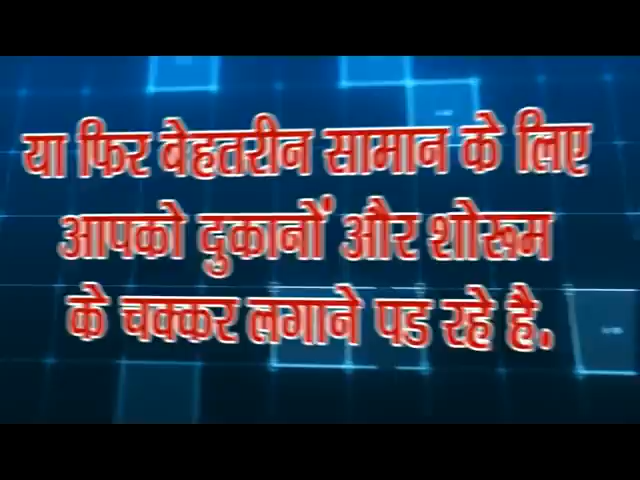 या फिर बेहतरीन सामान के लिए
आपको दुकानों और शोरूम
के चक्कर लगाने पड रहे है.